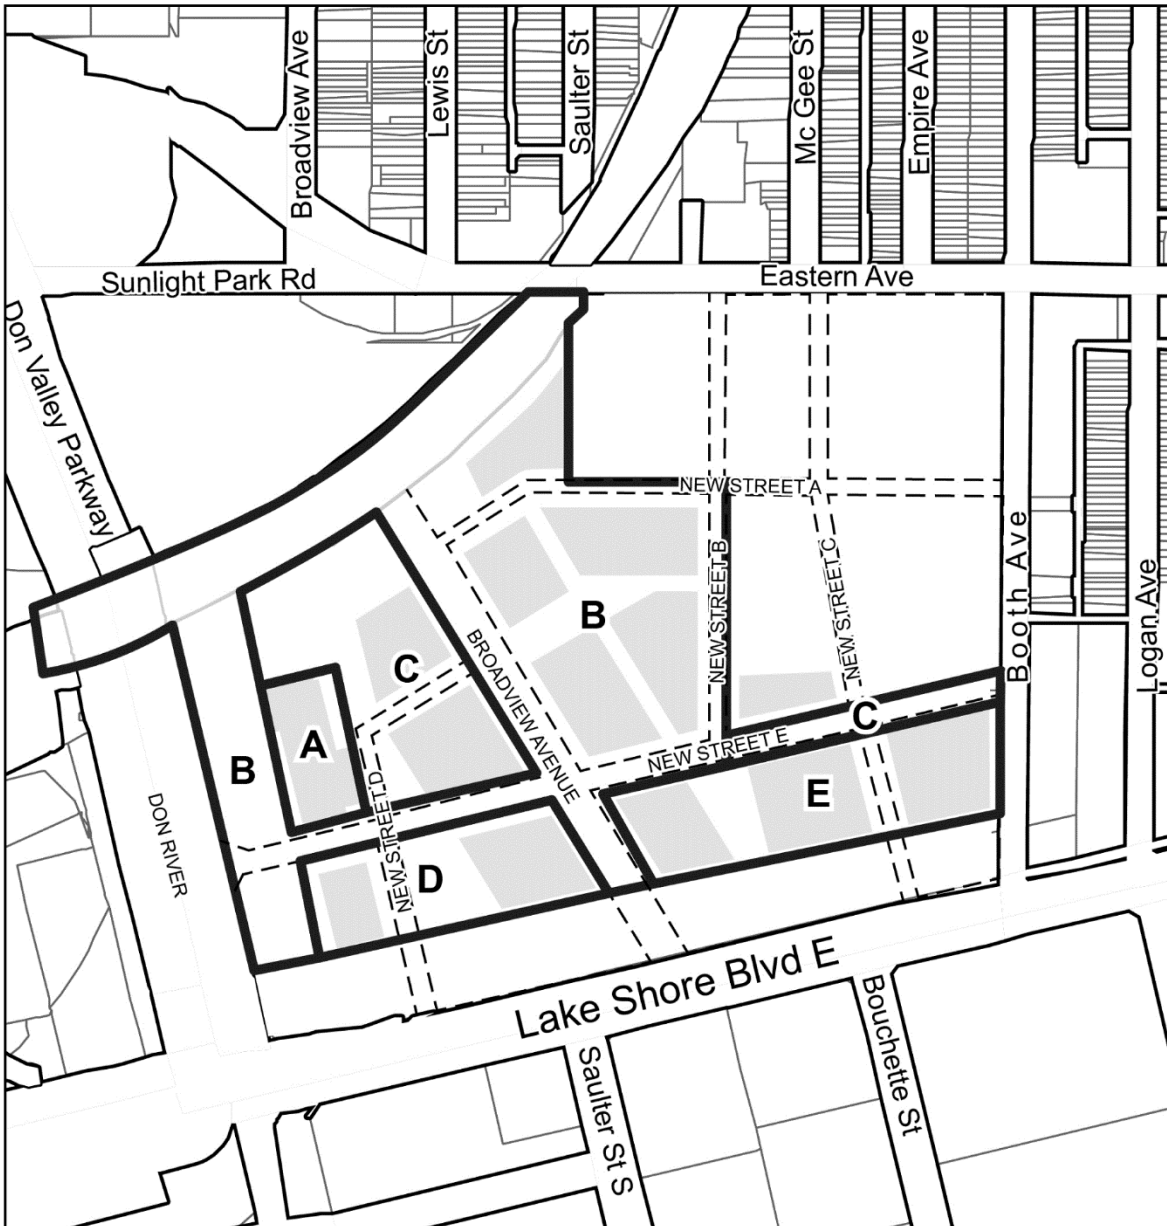 Broadview Ave
Lewis St
Saulter St
Mc Gee St
Empire Ave
Sunlight Park Rd
Eastern Ave
Don Valley Parkway
NEW STREET A
NEW STREET B
NEW STREET C
Booth Ave
Logan Ave
B
C
BROADVIEW AVENUE
A
B
C
NEW STREET E
NEW STREET D
E
DON RIVER
D
Lake Shore Blvd E
Bouchette St
Saulter St S